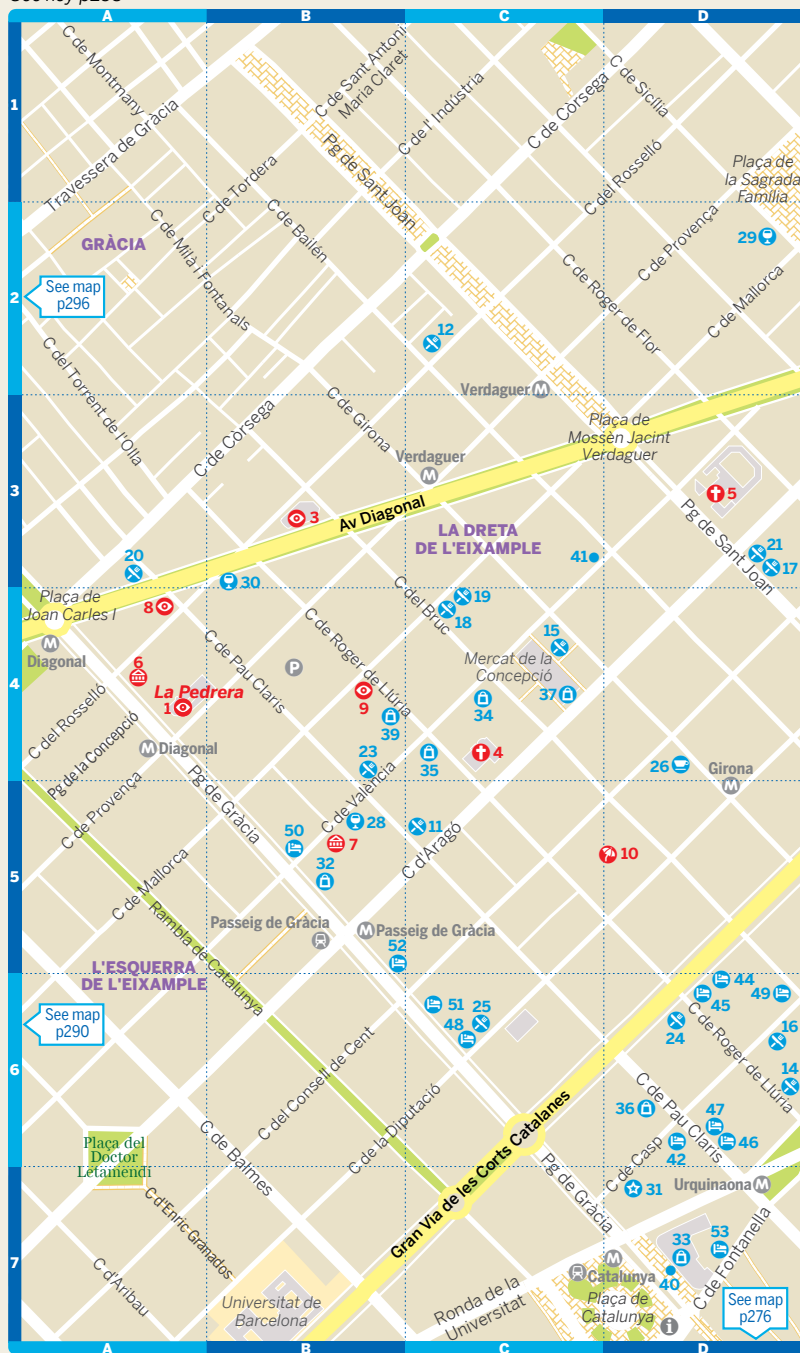 A
B
C
D
1
2
3
4
5
6
7
C de Montmany
Travessera de Gràcia
C de Sant Antoni
Maria Claret
C de l' Indústria
C de Còrsega
C de Sicília
C del Rosselló
Plaça de
la Sagrada
Família
C de Tordera
Pg de Sant Joan
GRÀCIA
C de Milà i Fontanals
C de Bailén
C de Provença
29
C de Mallorca
C de Roger de Flor
See map
p296
12
Verdaguer
C del Torrent de l'Olla
C de Còrsega
C de Girona
Plaça de
Mossèn Jacint
Verdaguer
Verdaguer
3
Av Diagonal
5
LA DRETA
DE L'EIXAMPLE
Pg de Sant Joan
41
21
17
20
30
Plaça de
Joan Carles I
8
C del Bruc
19
18
15
Diagonal
C de Pau Claris
C de Roger de Llúria
Mercat de la
Concepció
6
La Pedrera
1
P
9
34
37
39
C del Rosselló
Pg de la Concepció
Diagonal
23
35
4
26
Girona
C de Provença
Pg de Gràcia
C de València
50
28
7
11
C d'Aragó
10
32
C de Mallorca
Rambla de Catalunya
Passeig de Gràcia
Passeig de Gràcia
52
L'ESQUERRA
DE L'EIXAMPLE
44
45
49
51
25
48
24
16
See map
p290
C de Roger de Llúria
14
C del Consell de Cent
C de Pau Claris
36
47
C de la Diputació
42
46
Plaça del
Doctor
Letamendi
C de Balmes
Gran Via de les Corts Catalanes
C de Casp
Pg de Gràcia
31
Urquinaona
C d'Enric Granados
53
33
C de Fontanella
C d'Aribau
Catalunya
40
Universitat de
Barcelona
Ronda de la
Universitat
Plaça de
Catalunya
See map
p276
A
B
C
D